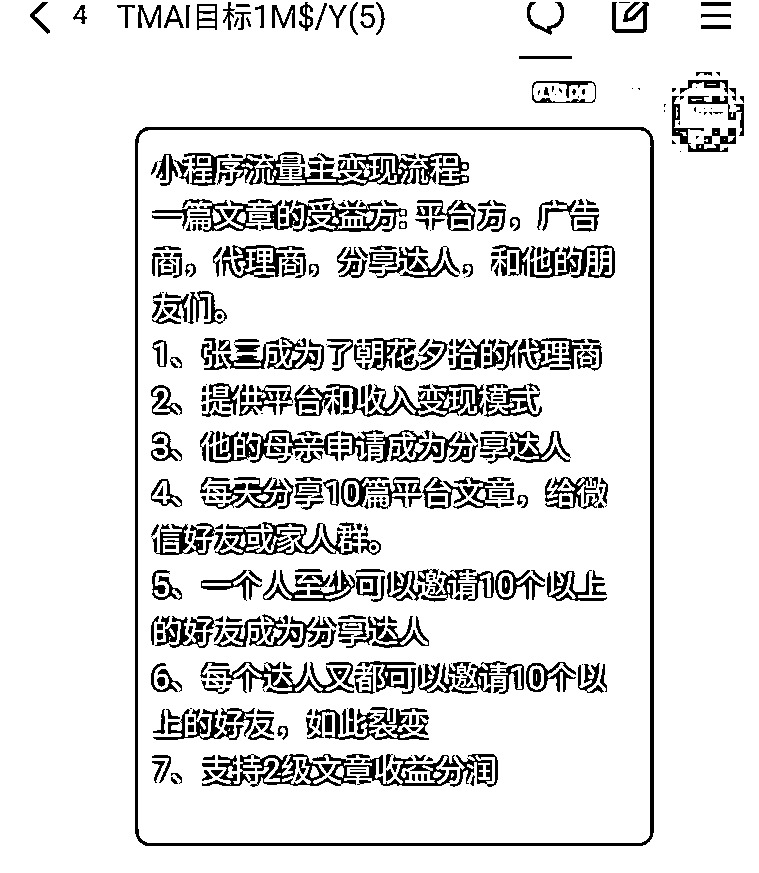 4 TMAI目标1M$/Y(5)
小程序流量主变现流程:
一篇文章的受益方: 平台方，广告
商，代理商，分享达人，和他的朋
友们。
1、张三成为了朝花夕拾的代理商
2、提供平台和收入变现模式
3、他的母亲申请成为分享达人
4、每天分享10篇平台文章，给微
信好友或家人群。
5、一个人至少可以邀请10个以上
的好友成为分享达人
6、每个达人又都可以邀请10个以
上的好友，如此裂变
7、支持2级文章收益分润